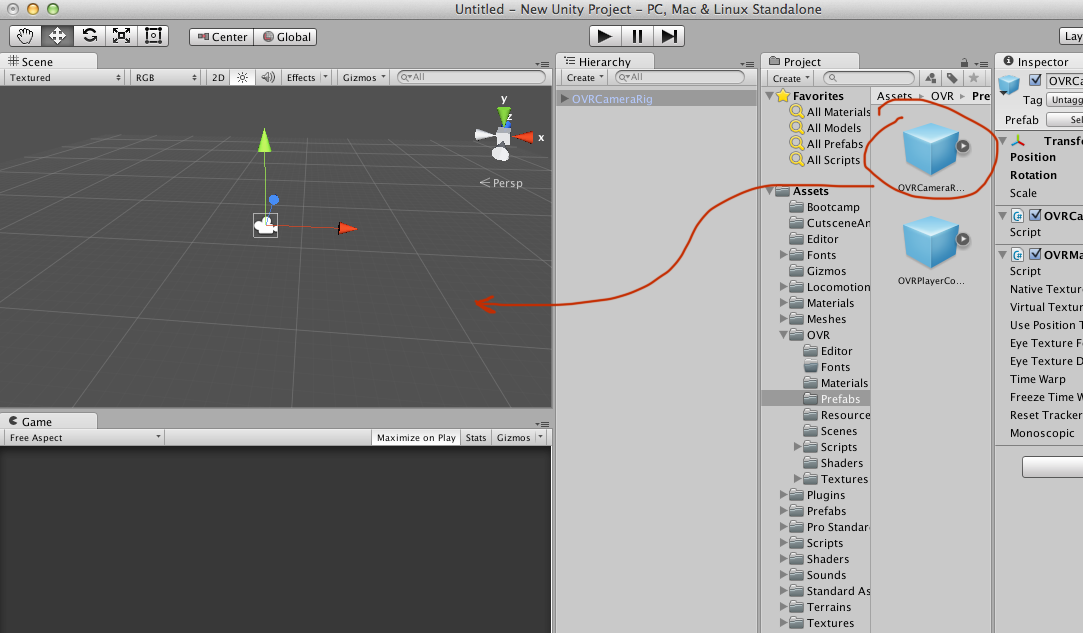 Untitled – New Unity Project – PC, Mac & Linux Standalone
Center
Global
Lay
Scene
Textured
RGB
2D
Effects
Gizmos
All
y
z
x
Persp
Game
Free Aspect
Maximize on Play
Stats
Gizmos
Hierarchy
Create
All
OVRCameraRig
Project
Create
Favorites
All Materials
All Models
All Prefabs
All Scripts
Assets
Bootcamp
CutsceneAn
Editor
Fonts
Gizmos
Locomotion
Materials
Meshes
OVR
Editor
Fonts
Materials
Prefabs
Resource
Scenes
Scripts
Shaders
Textures
Plugins
Prefabs
Pro Standar
Scripts
Shaders
Sounds
Standard As
Terrains
Textures
Assets ▸ OVR ▸ Pre
OVRCameraR...
OVRPlayerCo...
Inspector
OVRCa
Tag Untagg
Prefab Sel
Transfo
Position
Rotation
Scale
OVRCa
Script
OVRMa
Script
Native Textur
Virtual Textur
Use Position T
Eye Texture Fo
Eye Texture D
Time Warp
Freeze Time W
Reset Tracker
Monoscopic